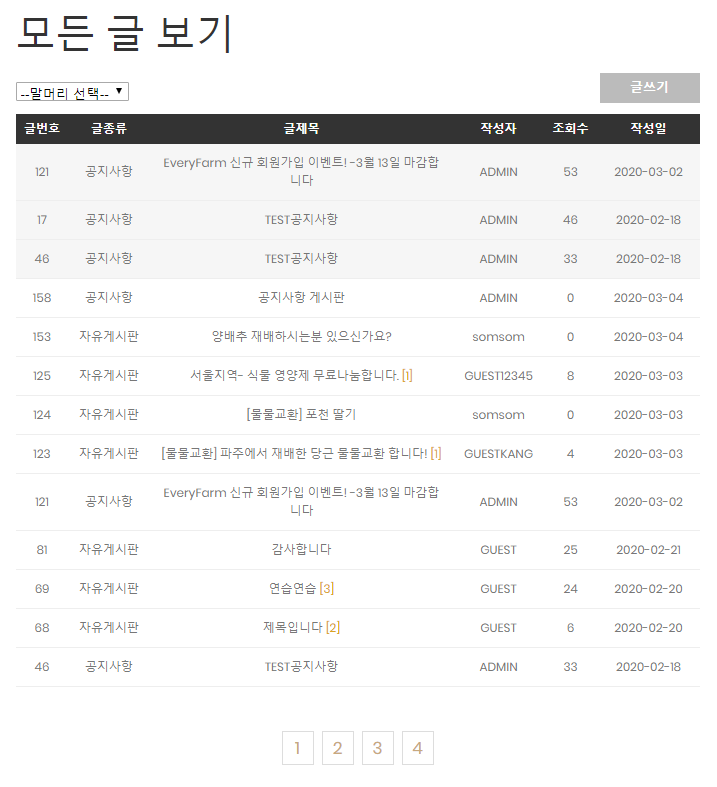 모든 글 보기
--말머리 선택-- 글쓰기
글번호 글종류 글제목 작성자 조회수 작성일
121 공지사항 EveryFarm 신규 회원가입 이벤트! -3월 13일 마감합 ADMIN 53 2020-03-02
니다
17 공지사항 TEST공지사항 ADMIN 46 2020-02-18
46 공지사항 TEST공지사항 ADMIN 33 2020-02-18
158 공지사항 공지사항 게시판 ADMIN 0 2020-03-04
153 자유게시판 양배추 재배하시는분 있으신가요? somsom 0 2020-03-04
125 자유게시판 서울지역- 식물 영양제 무료나눔합니다. [1] GUEST12345 8 2020-03-03
124 자유게시판 [물물교환] 포천 딸기 somsom 0 2020-03-03
123 자유게시판 [물물교환] 파주에서 재배한 당근 물물교환 합니다! [1] GUESTKANG 4 2020-03-03
121 공지사항 EveryFarm 신규 회원가입 이벤트! -3월 13일 마감합 ADMIN 53 2020-03-02
니다
81 자유게시판 감사합니다 GUEST 25 2020-02-21
69 자유게시판 연습연습 [3] GUEST 24 2020-02-20
68 자유게시판 제목입니다 [2] GUEST 6 2020-02-20
46 공지사항 TEST공지사항 ADMIN 33 2020-02-18
1 2 3 4